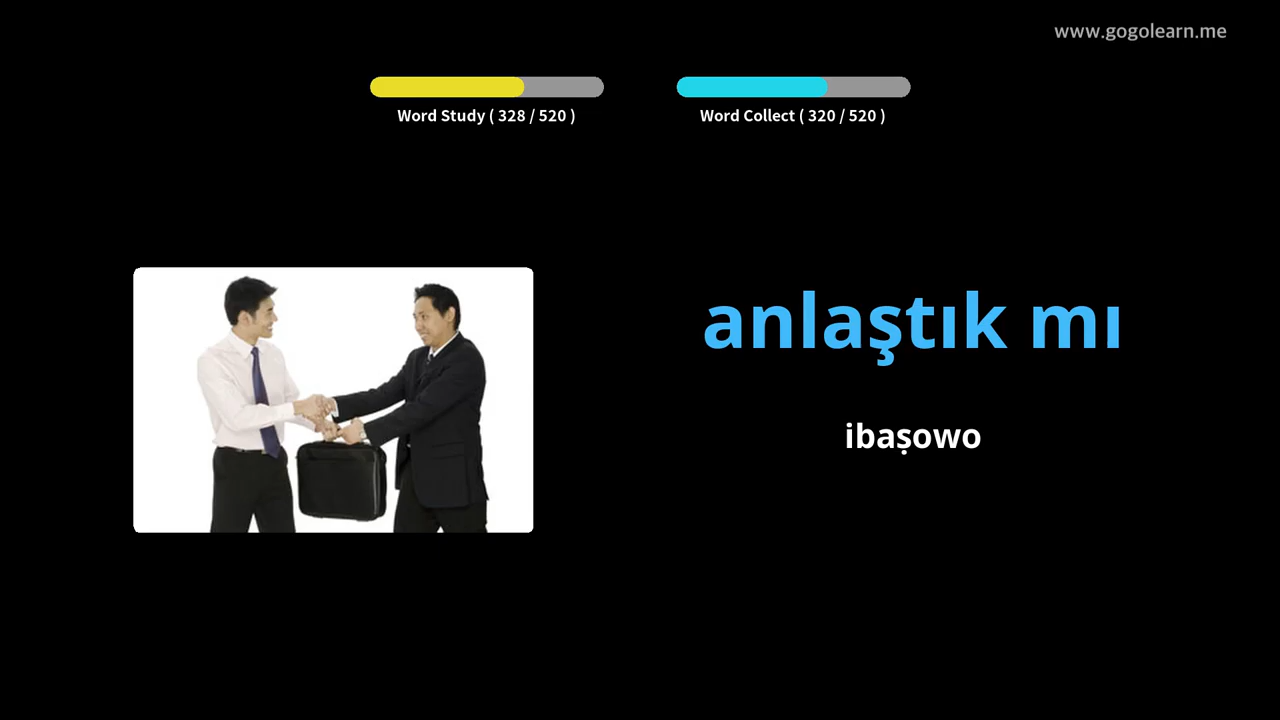 www.gogolearn.me
Word Study ( 328 / 520 )
Word Collect ( 320 / 520 )
anlaştık mı
ibaṣowo